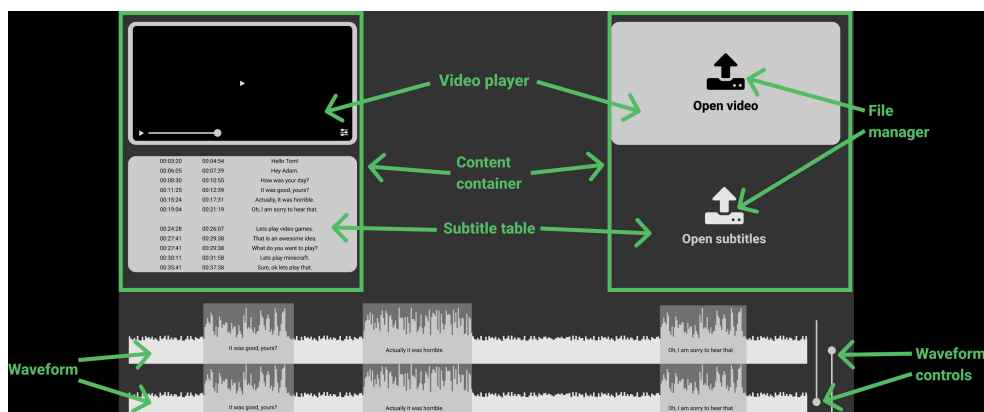 Video player
Open video
File
manager
Content
container
00:03:20 00:04:54 Hello Tom!
00:06:05 00:07:39 Hey Adam.
00:08:30 00:10:55 How was your day?
00:11:25 00:12:39 It was good, yours?
00:15:24 00:17:31 Actually, It was horrible.
00:19:04 00:21:19 Oh, I am sorry to hear that.
00:24:28 00:26:07 Lets play video games.
00:27:41 00:29:38 That is an awesome idea.
00:27:41 00:29:38 What do you want to play?
00:30:11 00:31:58 Lets play minecraft.
00:35:41 00:37:38 Sure, ok lets play that.
Subtitle table
Open subtitles
It was good, yours?
Actually it was horrible.
Oh, I am sorry to hear that
Waveform
Waveform
controls
It was good, yours?
Actually it was horrible.
Oh, I am sorry to hear that